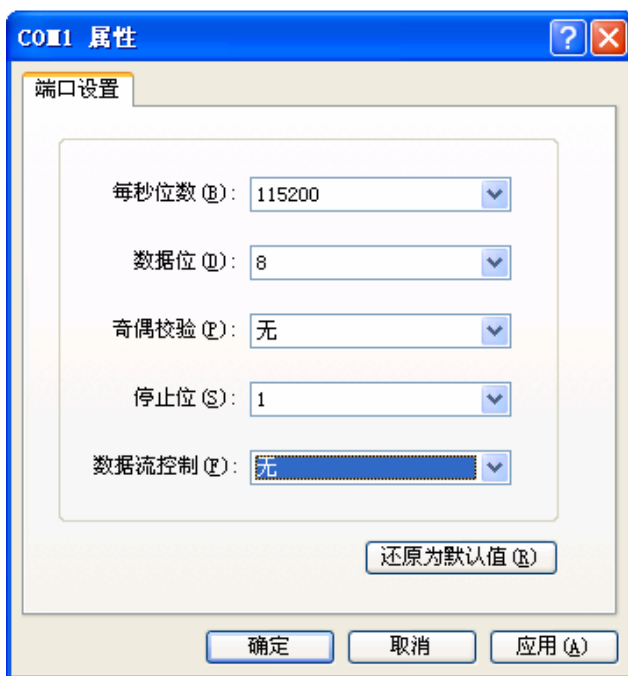 COM1 属性
端口设置
每秒位数(B): 115200
数据位(D): 8
奇偶校验(P): 无
停止位(S): 1
数据流控制(F): 无
还原为默认值(R)
确定 取消 应用(A)